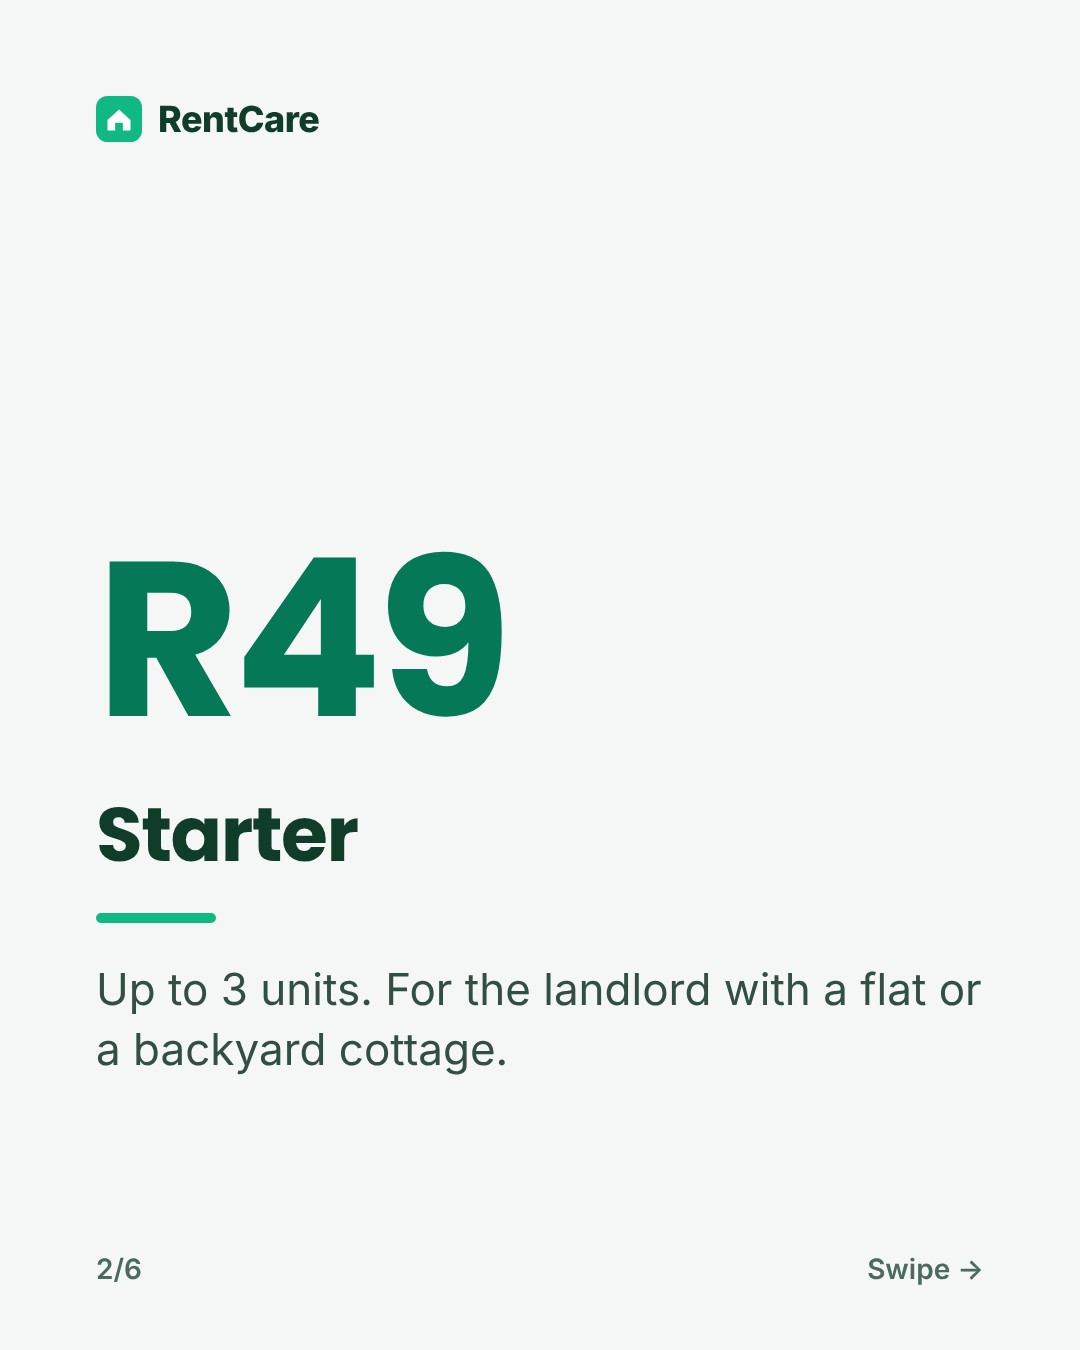 RentCare
R49
Starter
Up to 3 units. For the landlord with a flat or
a backyard cottage.
2/6
Swipe →